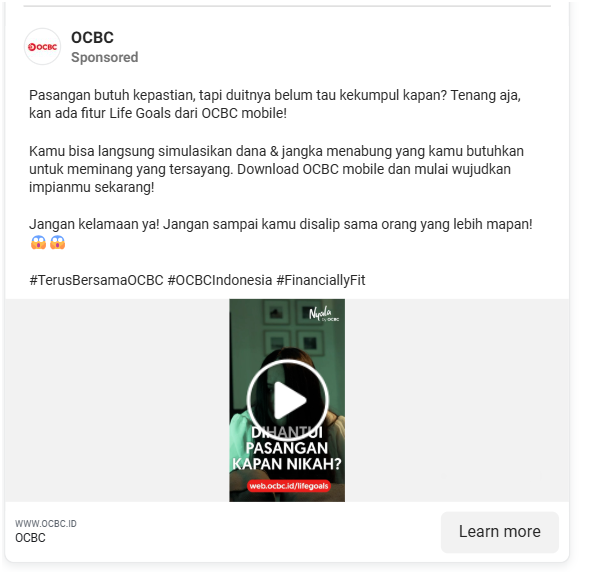 OCBC
OCBC
Sponsored
Pasangan butuh kepastian, tapi duitnya belum tau kekumpul kapan? Tenang aja,
kan ada fitur Life Goals dari OCBC mobile!
Kamu bisa langsung simulasikan dana & jangka menabung yang kamu butuhkan
untuk meminang yang tersayang. Download OCBC mobile dan mulai wujudkan
impianmu sekarang!
Jangan kelamaan ya! Jangan sampai kamu disalip sama orang yang lebih mapan!
😱😱
#TerusBersamaOCBC #OCBCIndonesia #FinanciallyFit
Nyala
by OCBC
DIHANTUI
PASANGAN
KAPAN NIKAH?
web.ocbc.id/lifegoals
WWW.OCBC.ID
OCBC
Learn more